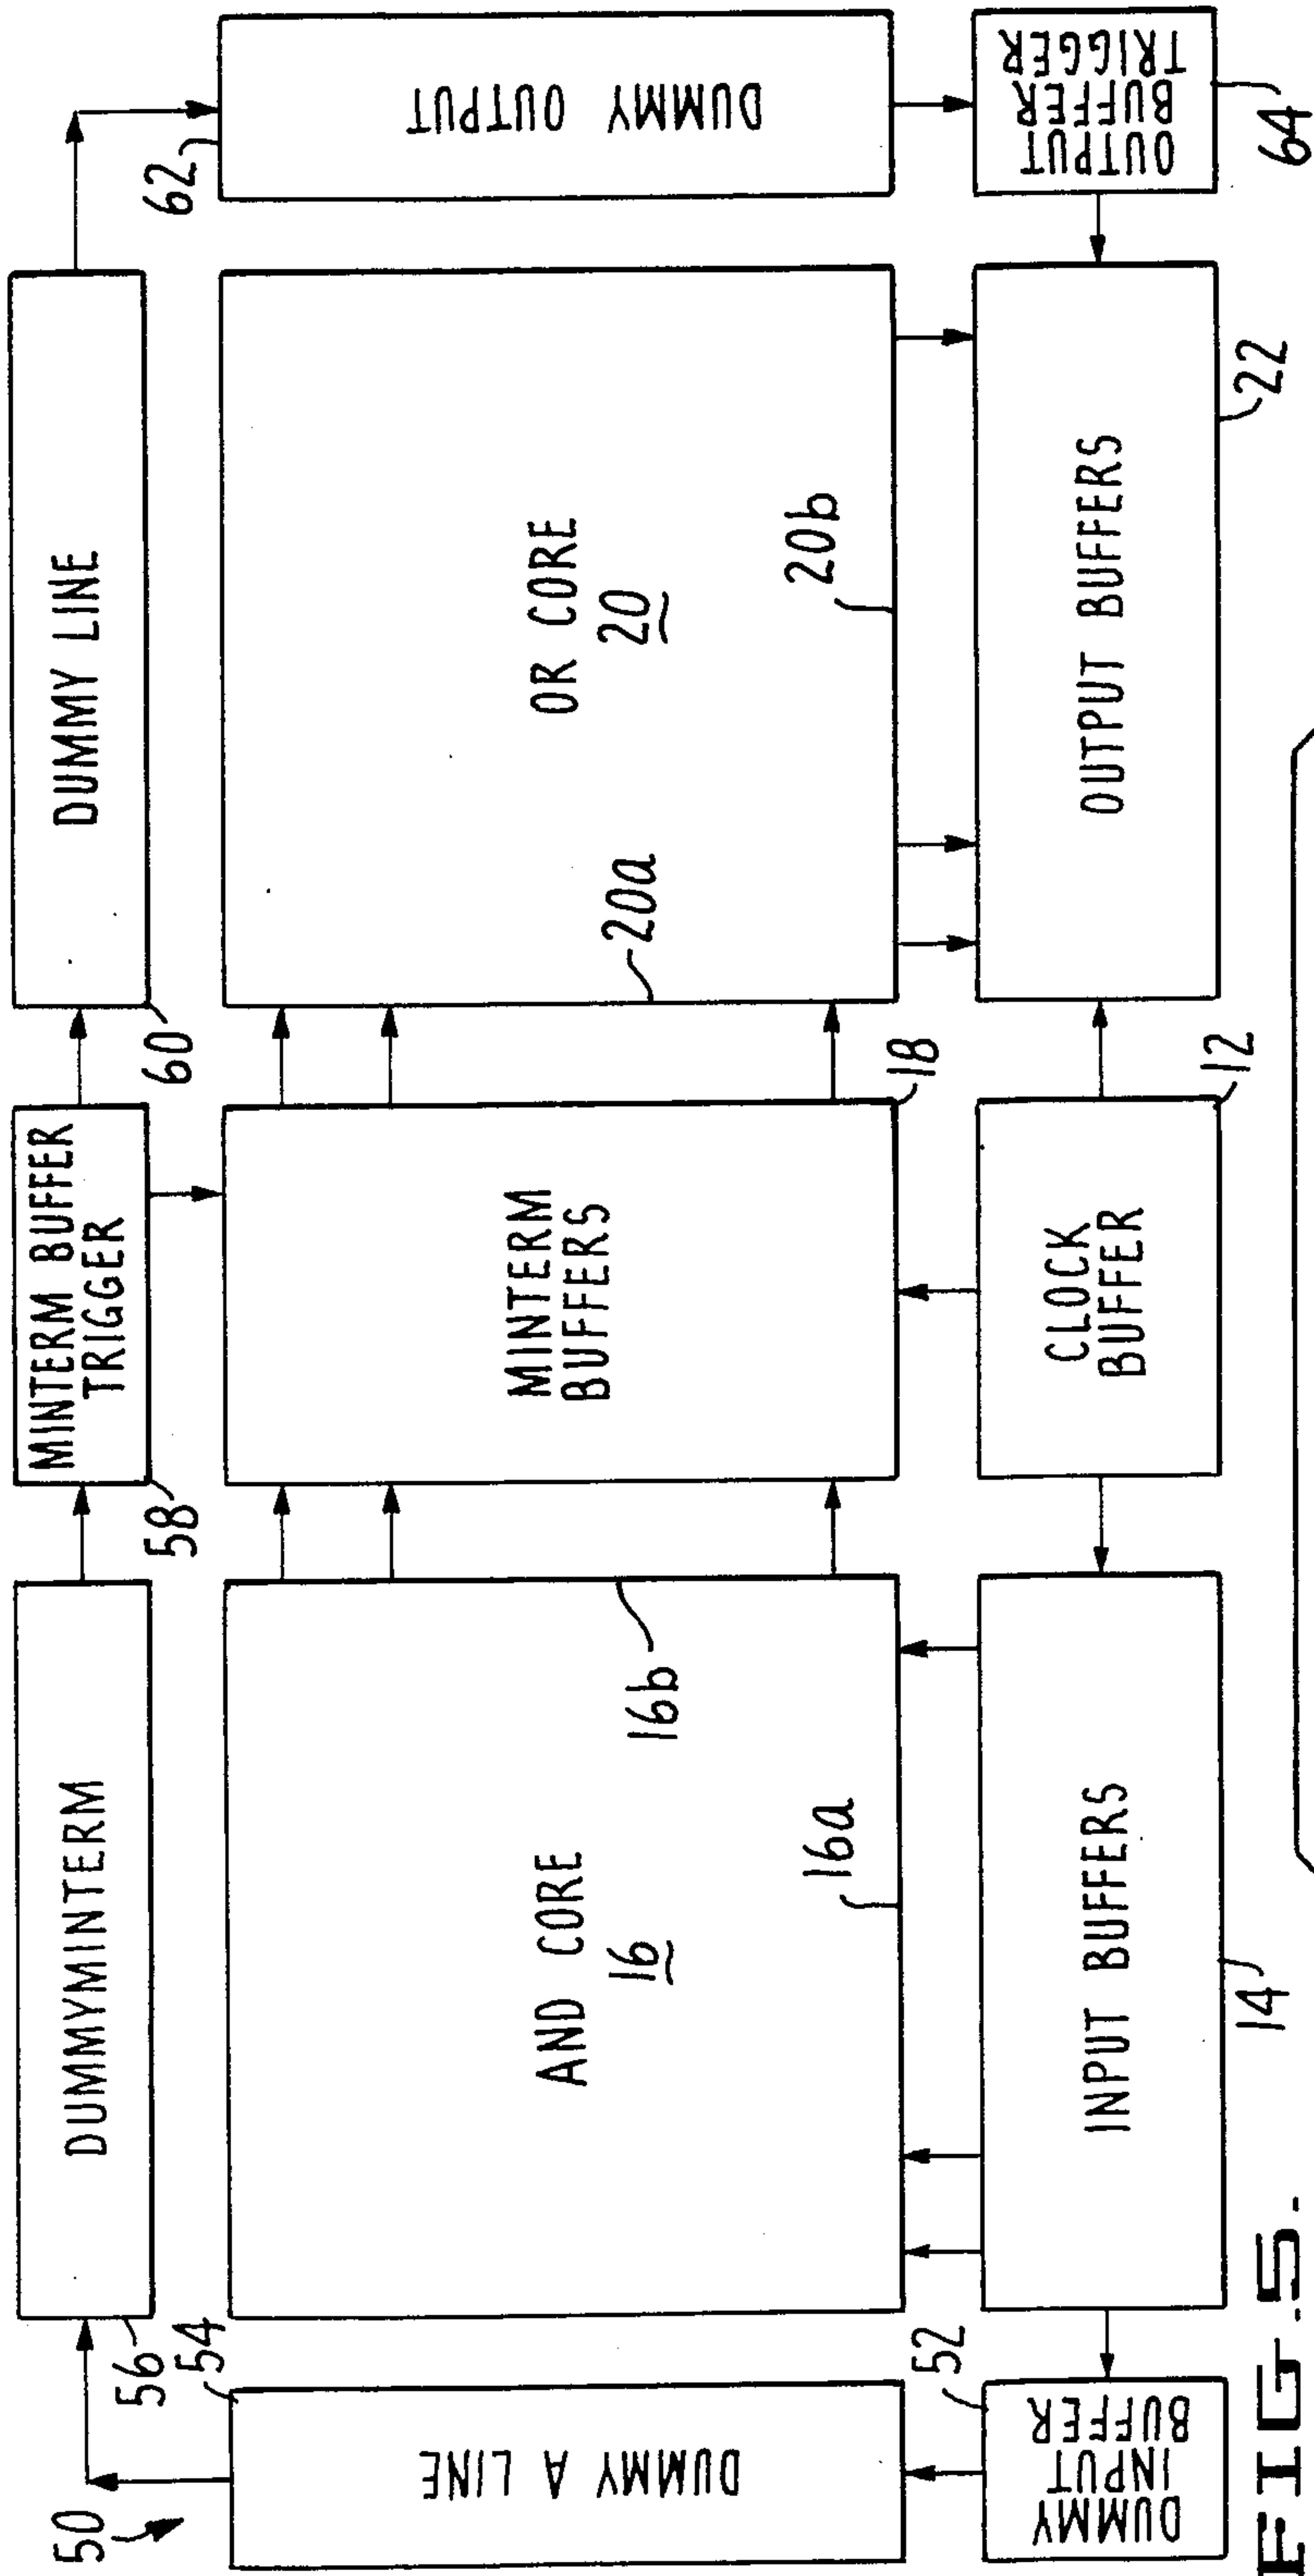 50
56
DUMMYMINTERM
58
MINTERM BUFFER
TRIGGER
60
DUMMY LINE
62
54
DUMMY A LINE
AND CORE
16
16a
16b
MINTERM
BUFFERS
18
OR CORE
20
20a
20b
DUMMY OUTPUT
52
DUMMY
INPUT
BUFFER
INPUT BUFFERS
14
CLOCK
BUFFER
12
OUTPUT BUFFERS
22
OUTPUT
BUFFER
TRIGGER
64
FIG.5.